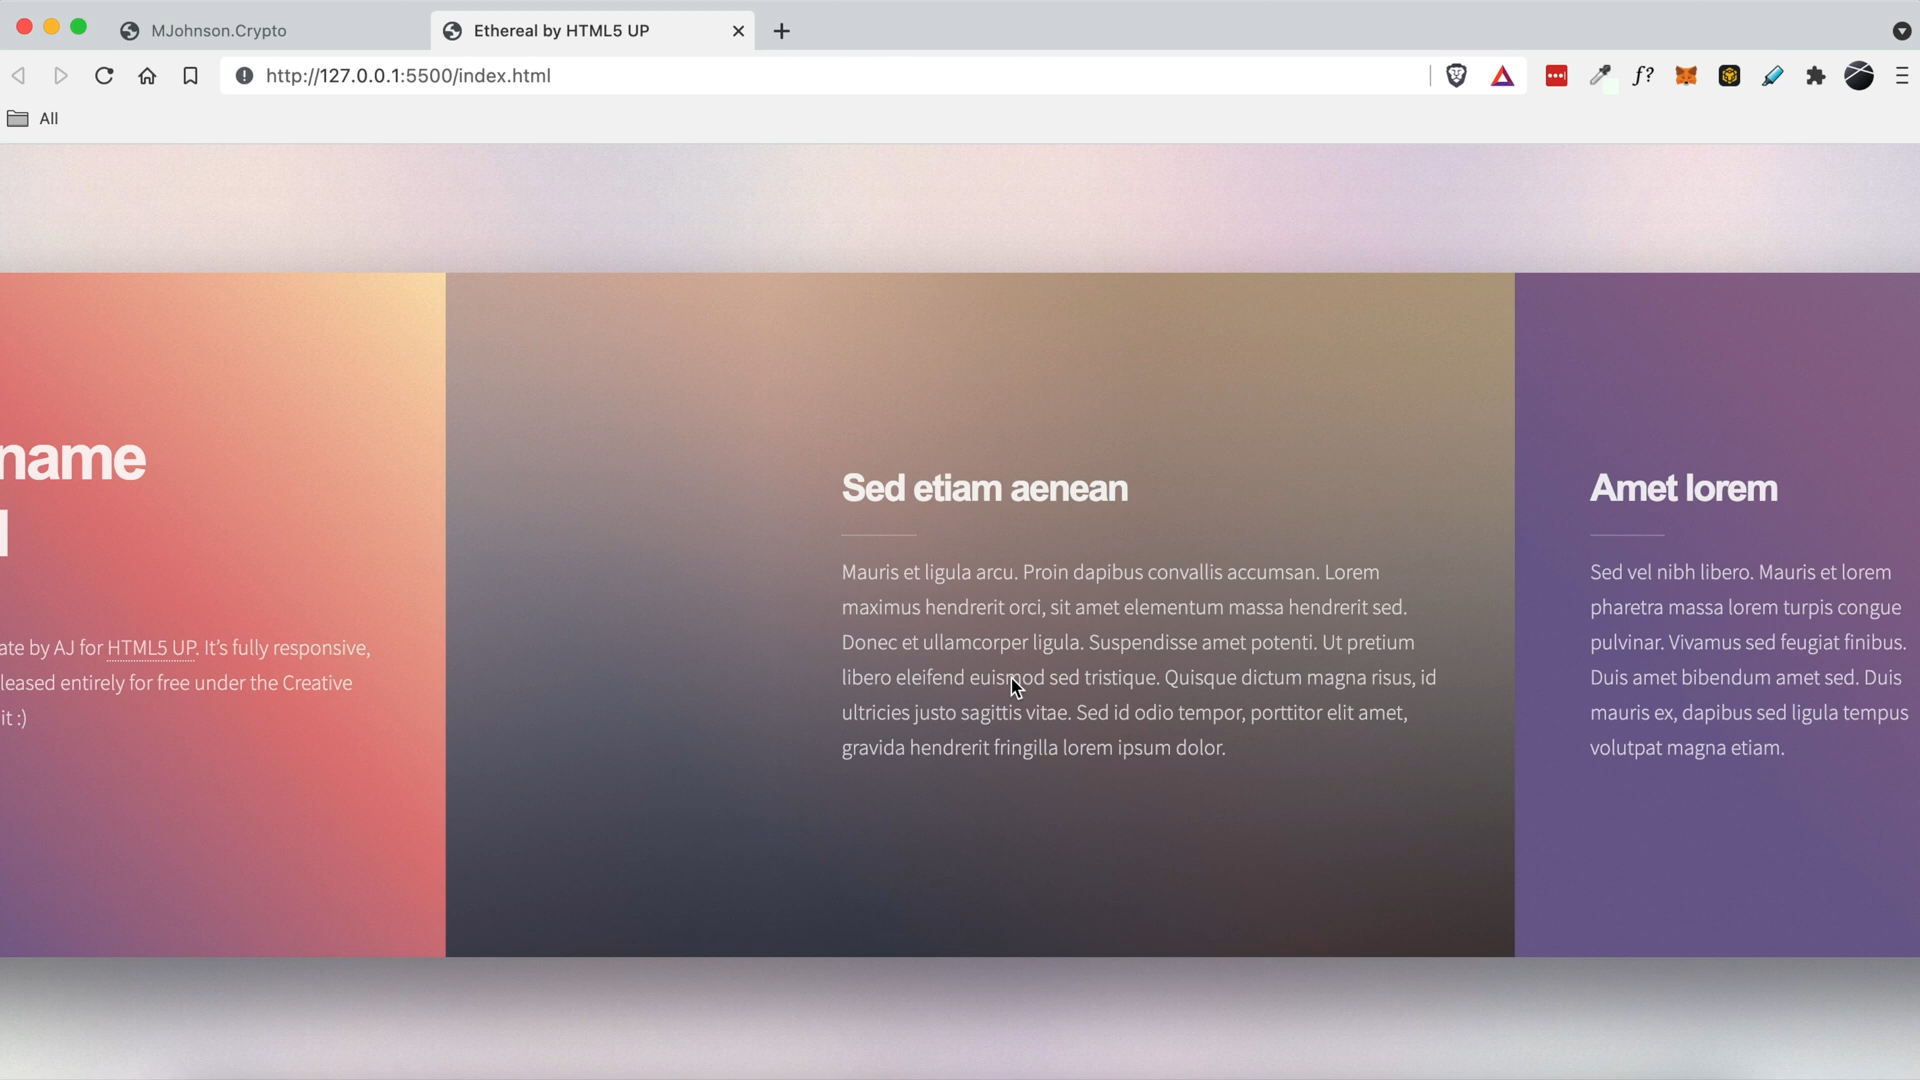 MJohnson.Crypto
Ethereal by HTML5 UP
http://127.0.0.1:5500/index.html
f?
All
name
ate by AJ for HTML5 UP. It's fully responsive,
leased entirely for free under the Creative
it :)
Sed etiam aenean
Mauris et ligula arcu. Proin dapibus convallis accumsan. Lorem
maximus hendrerit orci, sit amet elementum massa hendrerit sed.
Donec et ullamcorper ligula. Suspendisse amet potenti. Ut pretium
libero eleifend euismod sed tristique. Quisque dictum magna risus, id
ultricies justo sagittis vitae. Sed id odio tempor, porttitor elit amet,
gravida hendrerit fringilla lorem ipsum dolor.
Amet lorem
Sed vel nibh libero. Mauris et lorem
pharetra massa lorem turpis congue
pulvinar. Vivamus sed feugiat finibus.
Duis amet bibendum amet sed. Duis
mauris ex, dapibus sed ligula tempus
volutpat magna etiam.